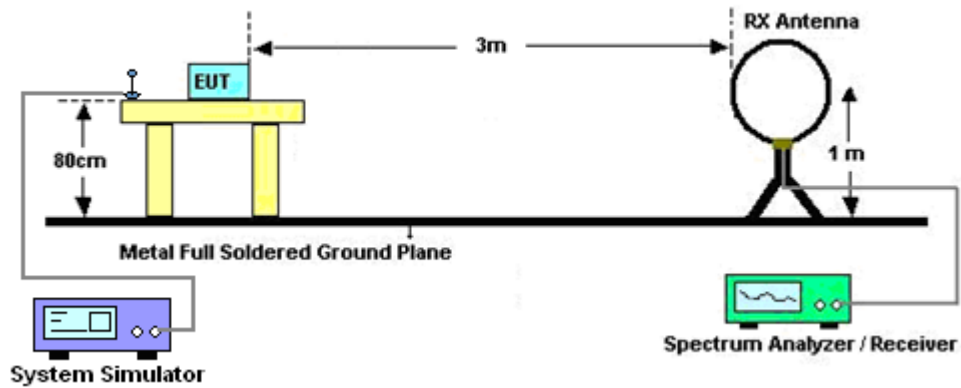 RX Antenna
3m
EUT
80cm
1 m
Metal Full Soldered Ground Plane
System Simulator
Spectrum Analyzer / Receiver